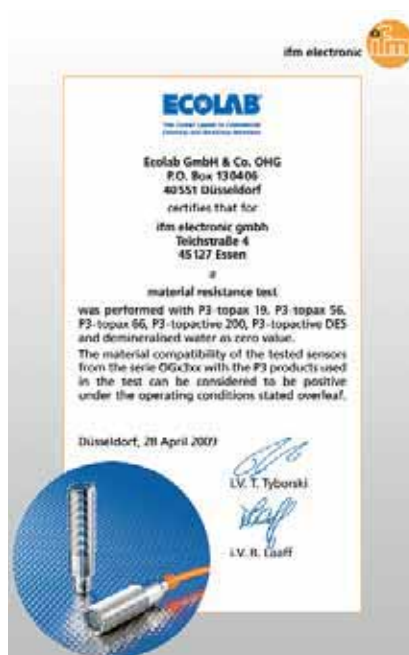 ifm electronic
ifm
ECOLAB
Ecolab GmbH & Co. OHG
P.O. Box 130406
40551 Düsseldorf
certifies that for
ifm electronic gmbh
Teichstraße 4
45127 Essen
a
material resistance test
was performed with P3-topax 19, P3-topax 56,
P3-topax 66, P3-topactive 200, P3-topactive DES
and demineralised water as zero value.
The material compatibility of the tested sensors
from the serie OGx3xx with the P3 products used
in the test can be considered to be positive
under the operating conditions stated overleaf.
Düsseldorf, 28 April 2009
i.V. T. Tyborski
i.V. R. Laaff